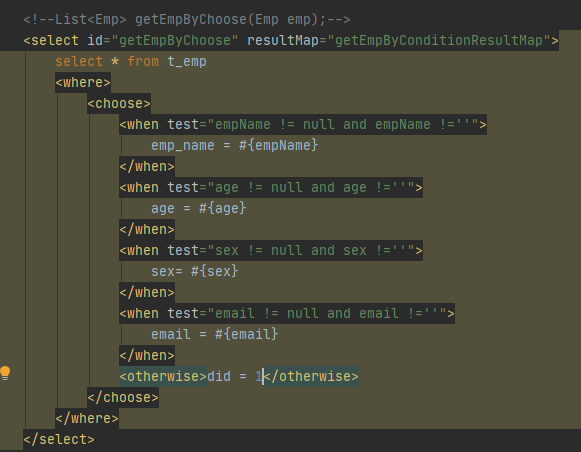 <!--List<Emp> getEmpByChoose(Emp emp);-->
<select id="getEmpByChoose" resultMap="getEmpByConditionResultMap">
select * from t_emp
<where>
<choose>
<when test="empName != null and empName !=''">
emp_name = #{empName}
</when>
<when test="age != null and age !=''">
age = #{age}
</when>
<when test="sex != null and sex !=''">
sex= #{sex}
</when>
<when test="email != null and email !=''">
email = #{email}
</when>
<otherwise>did = 1</otherwise>
</choose>
</where>
</select>